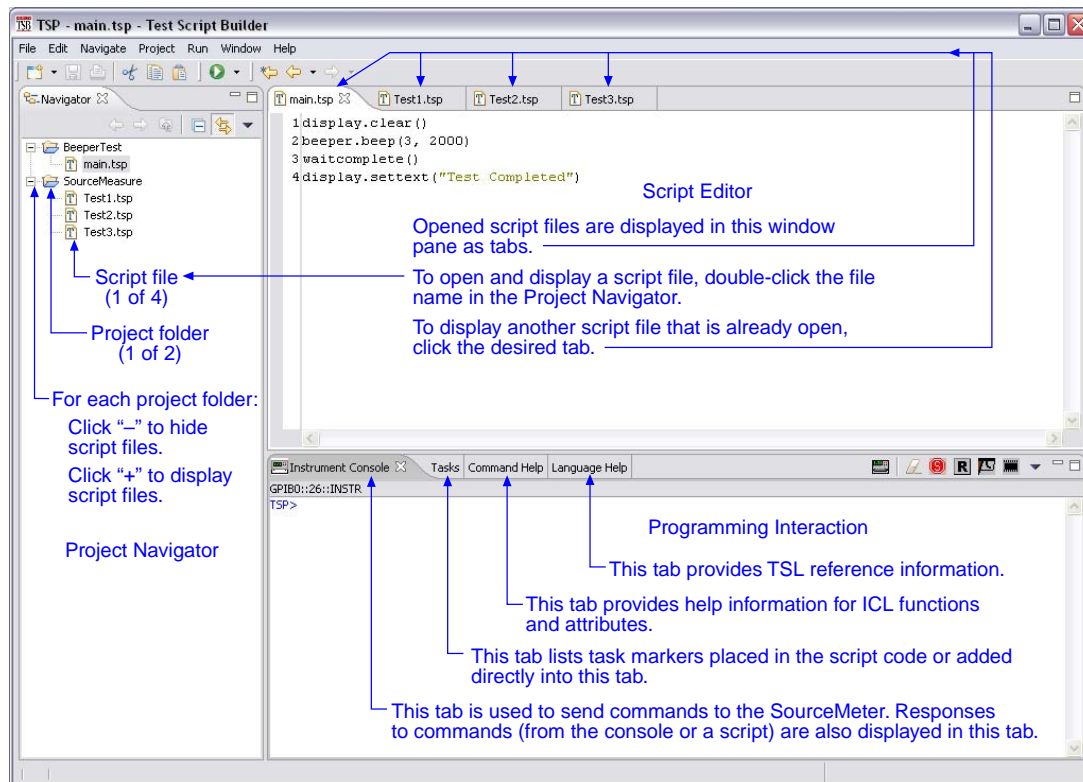 TSP - main.tsp - Test Script Builder
File Edit Navigate Project Run Window Help
Navigator
main.tsp Test1.tsp Test2.tsp Test3.tsp
BeeperTest
main.tsp
SourceMeasure
Test1.tsp
Test2.tsp
Test3.tsp
Script file
(1 of 4)
Project folder
(1 of 2)
For each project folder:
Click “–” to hide
script files.
Click “+” to display
script files.
Project Navigator
1display.clear()
2beeper.beep(3, 2000)
3waitcomplete()
4display.settext("Test Completed")
Script Editor
Opened script files are displayed in this window
pane as tabs.
To open and display a script file, double-click the file
name in the Project Navigator.
To display another script file that is already open,
click the desired tab.
Instrument Console Tasks Command Help Language Help
GPIB0::26::INSTR
TSP>
Programming Interaction
This tab provides TSL reference information.
This tab provides help information for ICL functions
and attributes.
This tab lists task markers placed in the script code or added
directly into this tab.
This tab is used to send commands to the SourceMeter. Responses
to commands (from the console or a script) are also displayed in this tab.